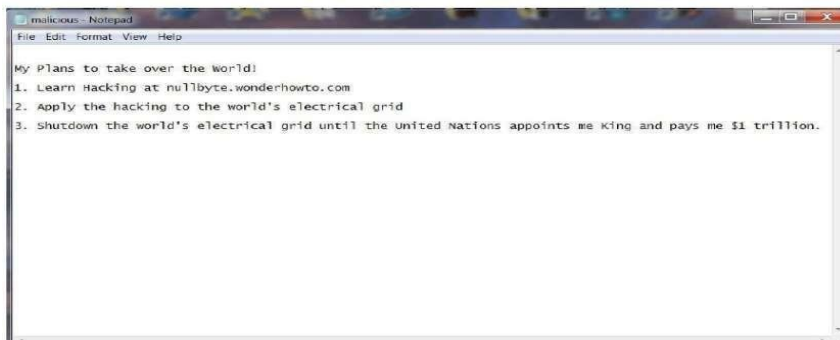 malicious - Notepad
File Edit Format View Help
My Plans to take over the World!
1. Learn Hacking at nullbyte.wonderhowto.com
2. Apply the hacking to the world's electrical grid
3. Shutdown the world's electrical grid until the United Nations appoints me King and pays me $1 trillion.